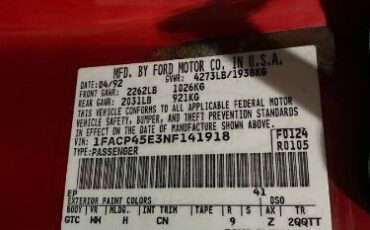 MFD. BY FORD MOTOR CO. IN U.S.A.
DATE: 04/92 GVWR: 4273LB/1938KG
FRONT GAWR: 2262LB 1026KG
REAR GAWR: 2031LB 921KG
THIS VEHICLE CONFORMS TO ALL APPLICABLE FEDERAL MOTOR
VEHICLE SAFETY, BUMPER, AND THEFT PREVENTION STANDARDS
IN EFFECT ON THE DATE OF MANUFACTURE SHOWN ABOVE.
VIN: 1FACP45E3NF141918 F0124
TYPE: PASSENGER R0105
EP 41
EXTERIOR PAINT COLORS DSO
BODY VR MLDG. INT TRIM TAPE R S AX TR
GTC WW H CN 9 Z 2QQTT